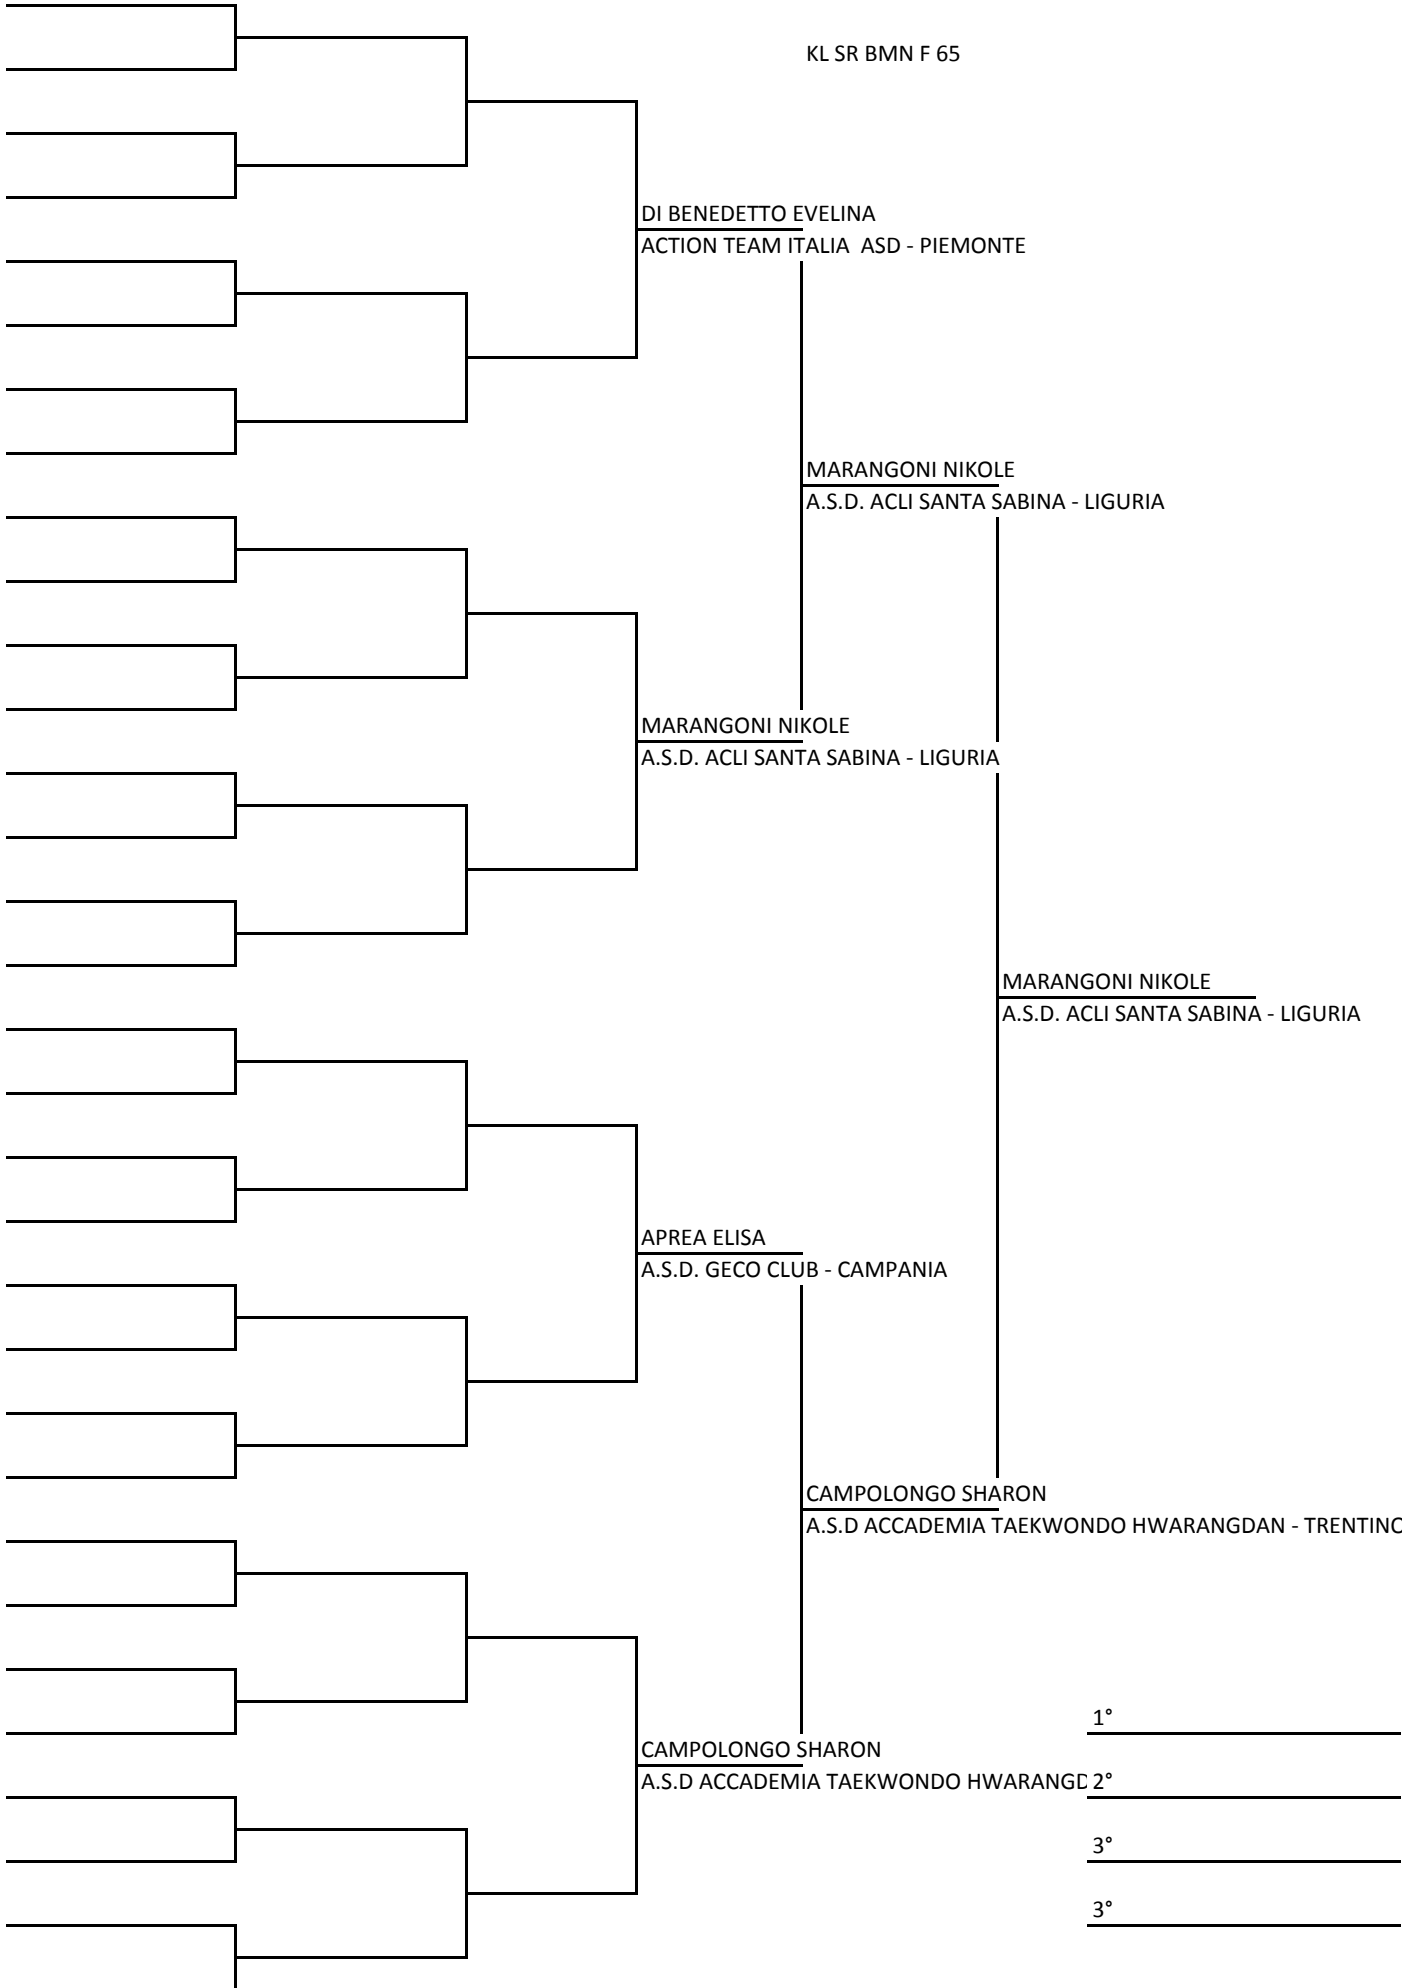 KL SR BMN F 65
DI BENEDETTO EVELINA
ACTION TEAM ITALIA  ASD - PIEMONTE
MARANGONI NIKOLE
A.S.D. ACLI SANTA SABINA - LIGURIA
MARANGONI NIKOLE
A.S.D. ACLI SANTA SABINA - LIGURIA
MARANGONI NIKOLE
A.S.D. ACLI SANTA SABINA - LIGURIA
APREA ELISA
A.S.D. GECO CLUB - CAMPANIA
CAMPOLONGO SHARON
A.S.D ACCADEMIA TAEKWONDO HWARANGDAN - TRENTINO
1°
CAMPOLONGO SHARON
A.S.D ACCADEMIA TAEKWONDO HWARANGD
2°
3°
3°